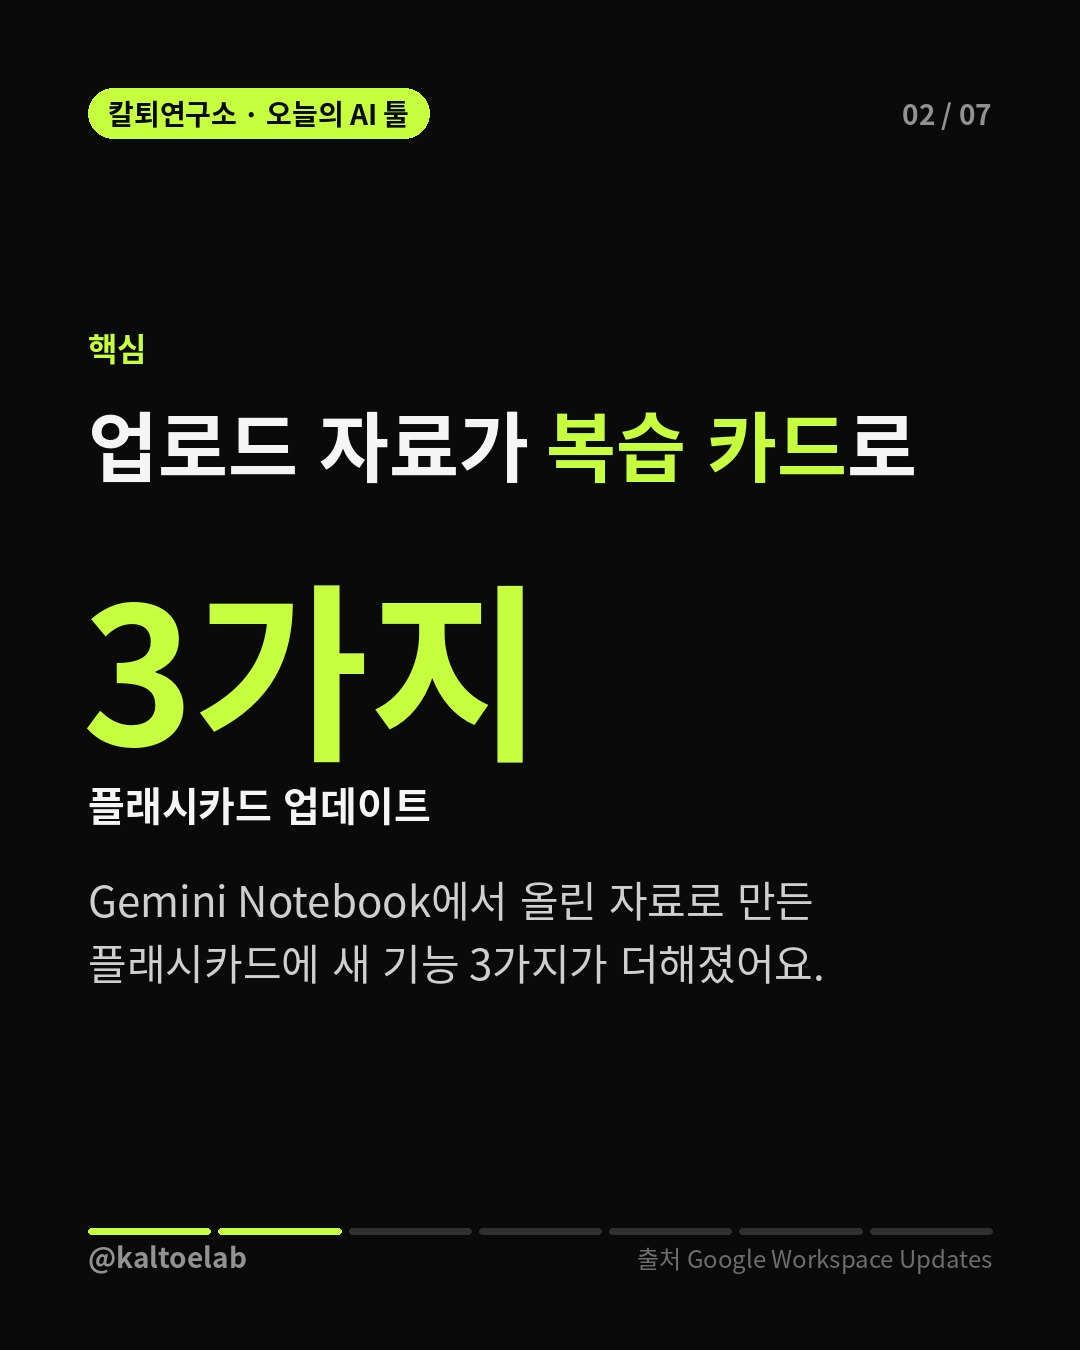 칼퇴연구소 · 오늘의 AI 툴
02 / 07
핵심
업로드 자료가 복습 카드로
3가지
플래시카드 업데이트
Gemini Notebook에서 올린 자료로 만든
플래시카드에 새 기능 3가지가 더해졌어요.
@kaltoelab
출처 Google Workspace Updates